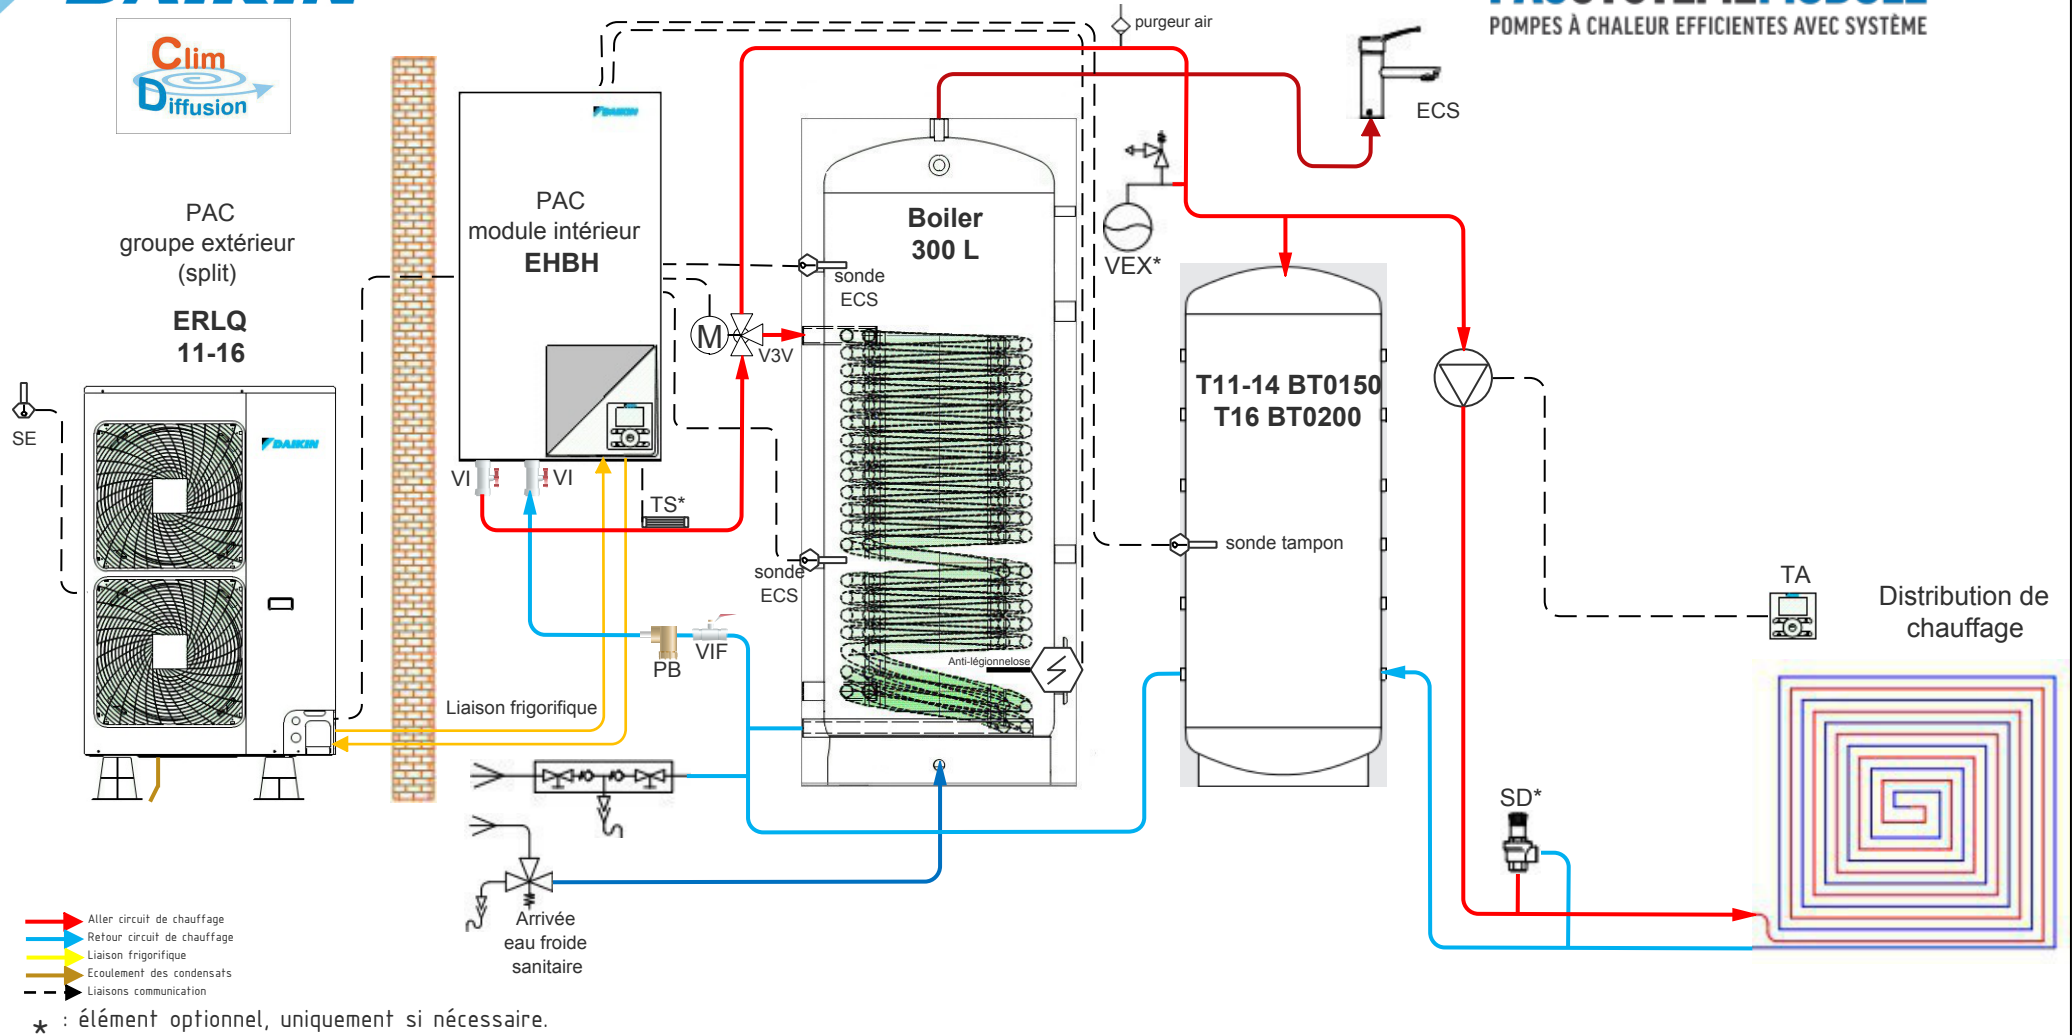 DAIKIN
POMPES À CHALEUR EFFICIENTES AVEC SYSTÈME
Clim
Diffusion
purgeur air
ECS
DAIKIN
PAC
groupe extérieur
(split)
ERLQ
11-16
PAC
module intérieur
EHBH
Boiler
300 L
VEX*
sonde
ECS
M
V3V
T11-14 BT0150
T16 BT0200
SE
DAIKIN
VI
VI
TS*
sonde tampon
sonde
ECS
TA
Distribution de
chauffage
PB
VIF
Anti-légionnelose
Liaison frigorifique
SD*
Arrivée
eau froide
sanitaire
Aller circuit de chauffage
Retour circuit de chauffage
Liaison frigorifique
Ecoulement des condensats
Liaisons communication
* : élément optionnel, uniquement si nécessaire.